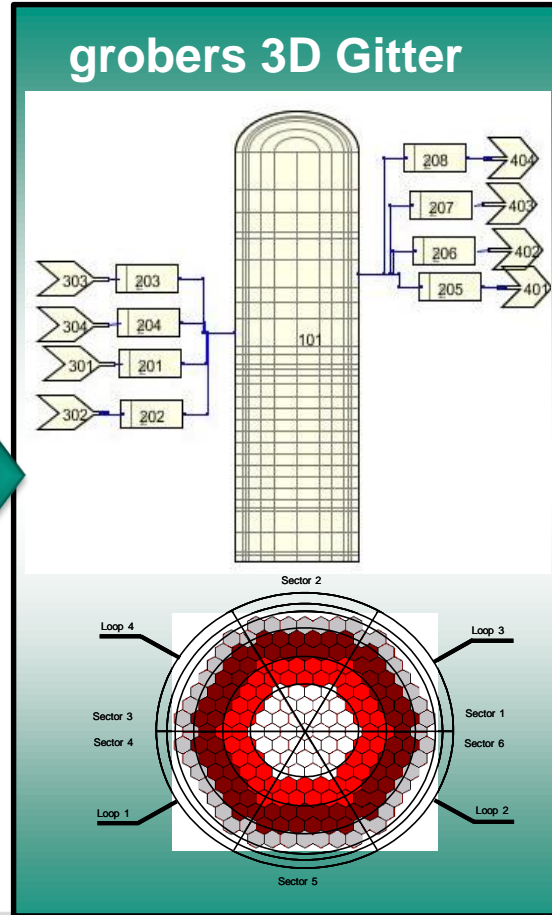 grobers 3D Gitter
208
404
207
403
206
402
205
401
303
203
304
204
301
201
302
202
101
Sector 2
Loop 4
Loop 3
Sector 3
Sector 1
Sector 4
Sector 6
Loop 1
Loop 2
Sector 5